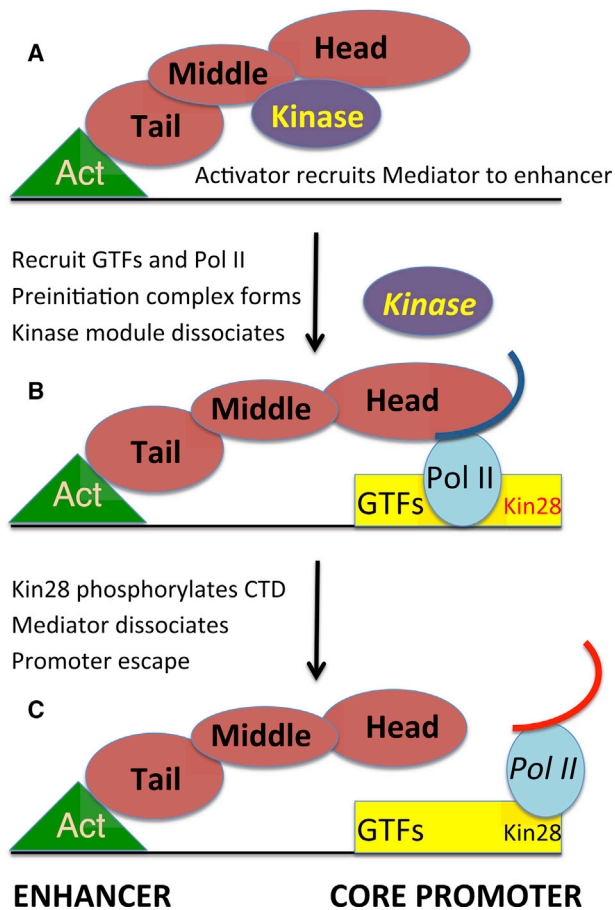 A
Head
Middle
Kinase
Tail
Act
Activator recruits Mediator to enhancer
Recruit GTFs and Pol II
Preinitiation complex forms
Kinase module dissociates
Kinase
B
Middle
Head
Tail
Act
Pol II
GTFs
Kin28
Kin28 phosphorylates CTD
Mediator dissociates
Promoter escape
C
Middle
Head
Tail
Pol II
Act
GTFs
Kin28
ENHANCER
CORE PROMOTER